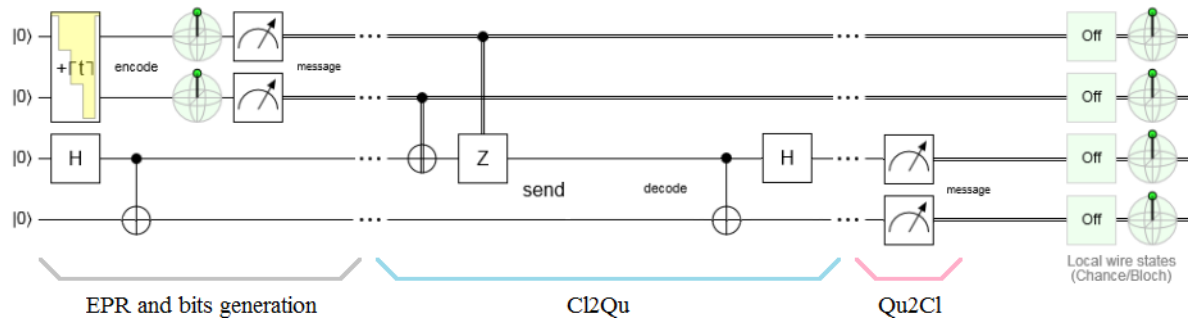 |0⟩ +⌈t⌉ encode message ... ... Off
|0⟩ ... ... Off
|0⟩ H ... Z H ... Off
send decode message
|0⟩ ... ... Off
Local wire states
(Chance/Bloch)
EPR and bits generation Cl2Qu Qu2Cl